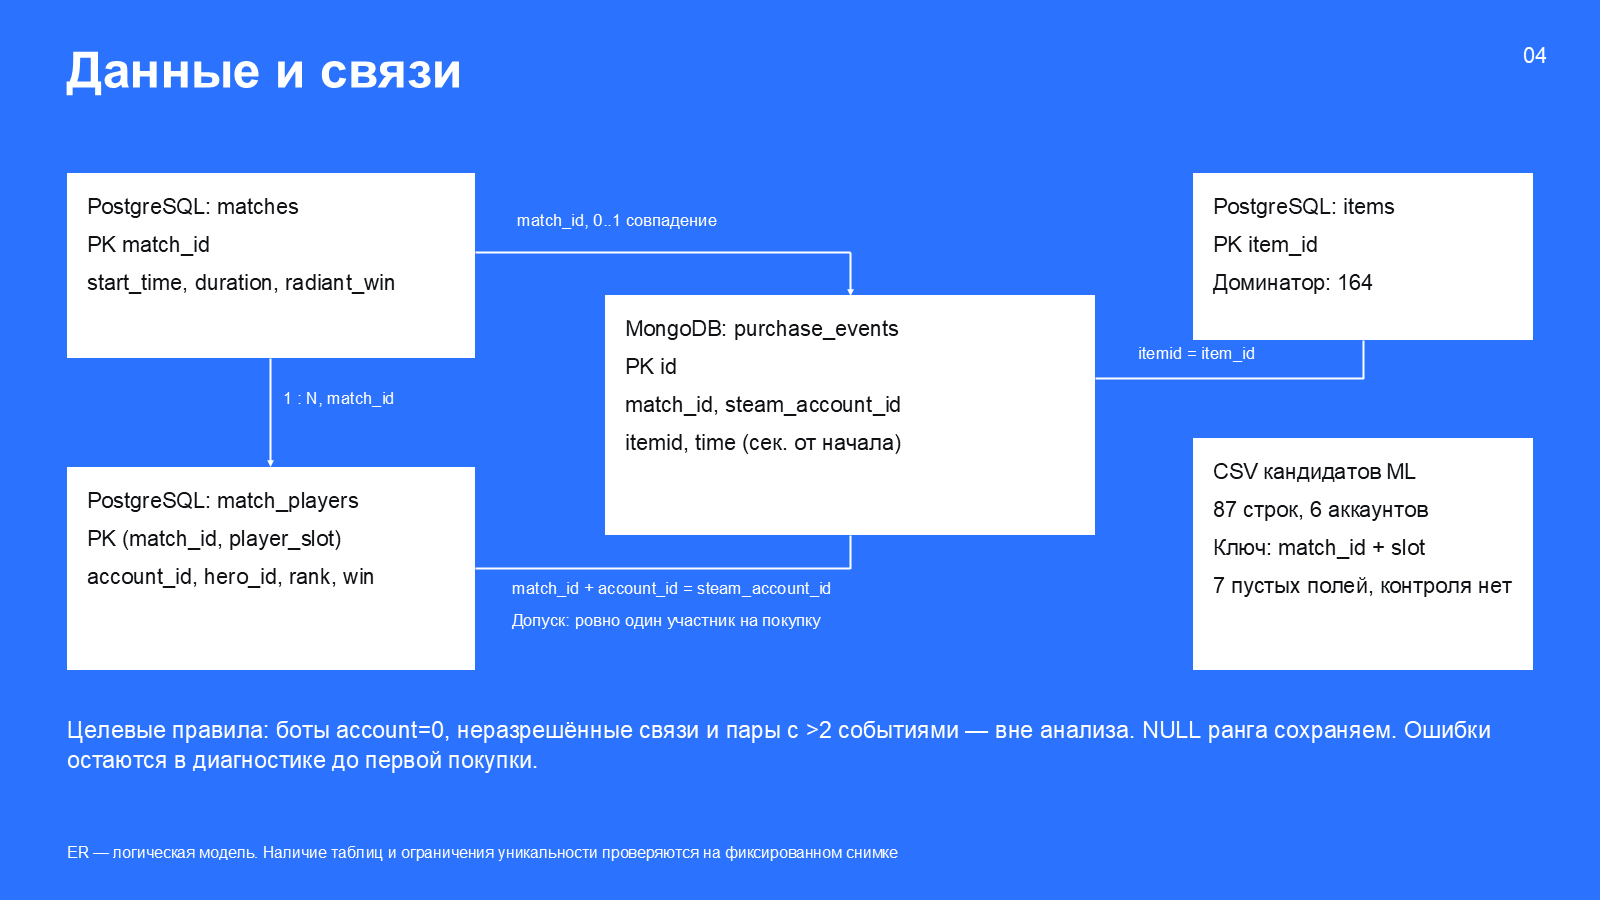 Данные и связи
04
PostgreSQL: matches
PK match_id
start_time, duration, radiant_win
match_id, 0..1 совпадение
PostgreSQL: items
PK item_id
Доминатор: 164
MongoDB: purchase_events
PK id
match_id, steam_account_id
itemid, time (сек. от начала)
itemid = item_id
1 : N, match_id
PostgreSQL: match_players
PK (match_id, player_slot)
account_id, hero_id, rank, win
match_id + account_id = steam_account_id
Допуск: ровно один участник на покупку
CSV кандидатов ML
87 строк, 6 аккаунтов
Ключ: match_id + slot
7 пустых полей, контроля нет
Целевые правила: боты account=0, неразрешённые связи и пары с >2 событиями — вне анализа. NULL ранга сохраняем. Ошибки
остаются в диагностике до первой покупки.
ER — логическая модель. Наличие таблиц и ограничения уникальности проверяются на фиксированном снимке